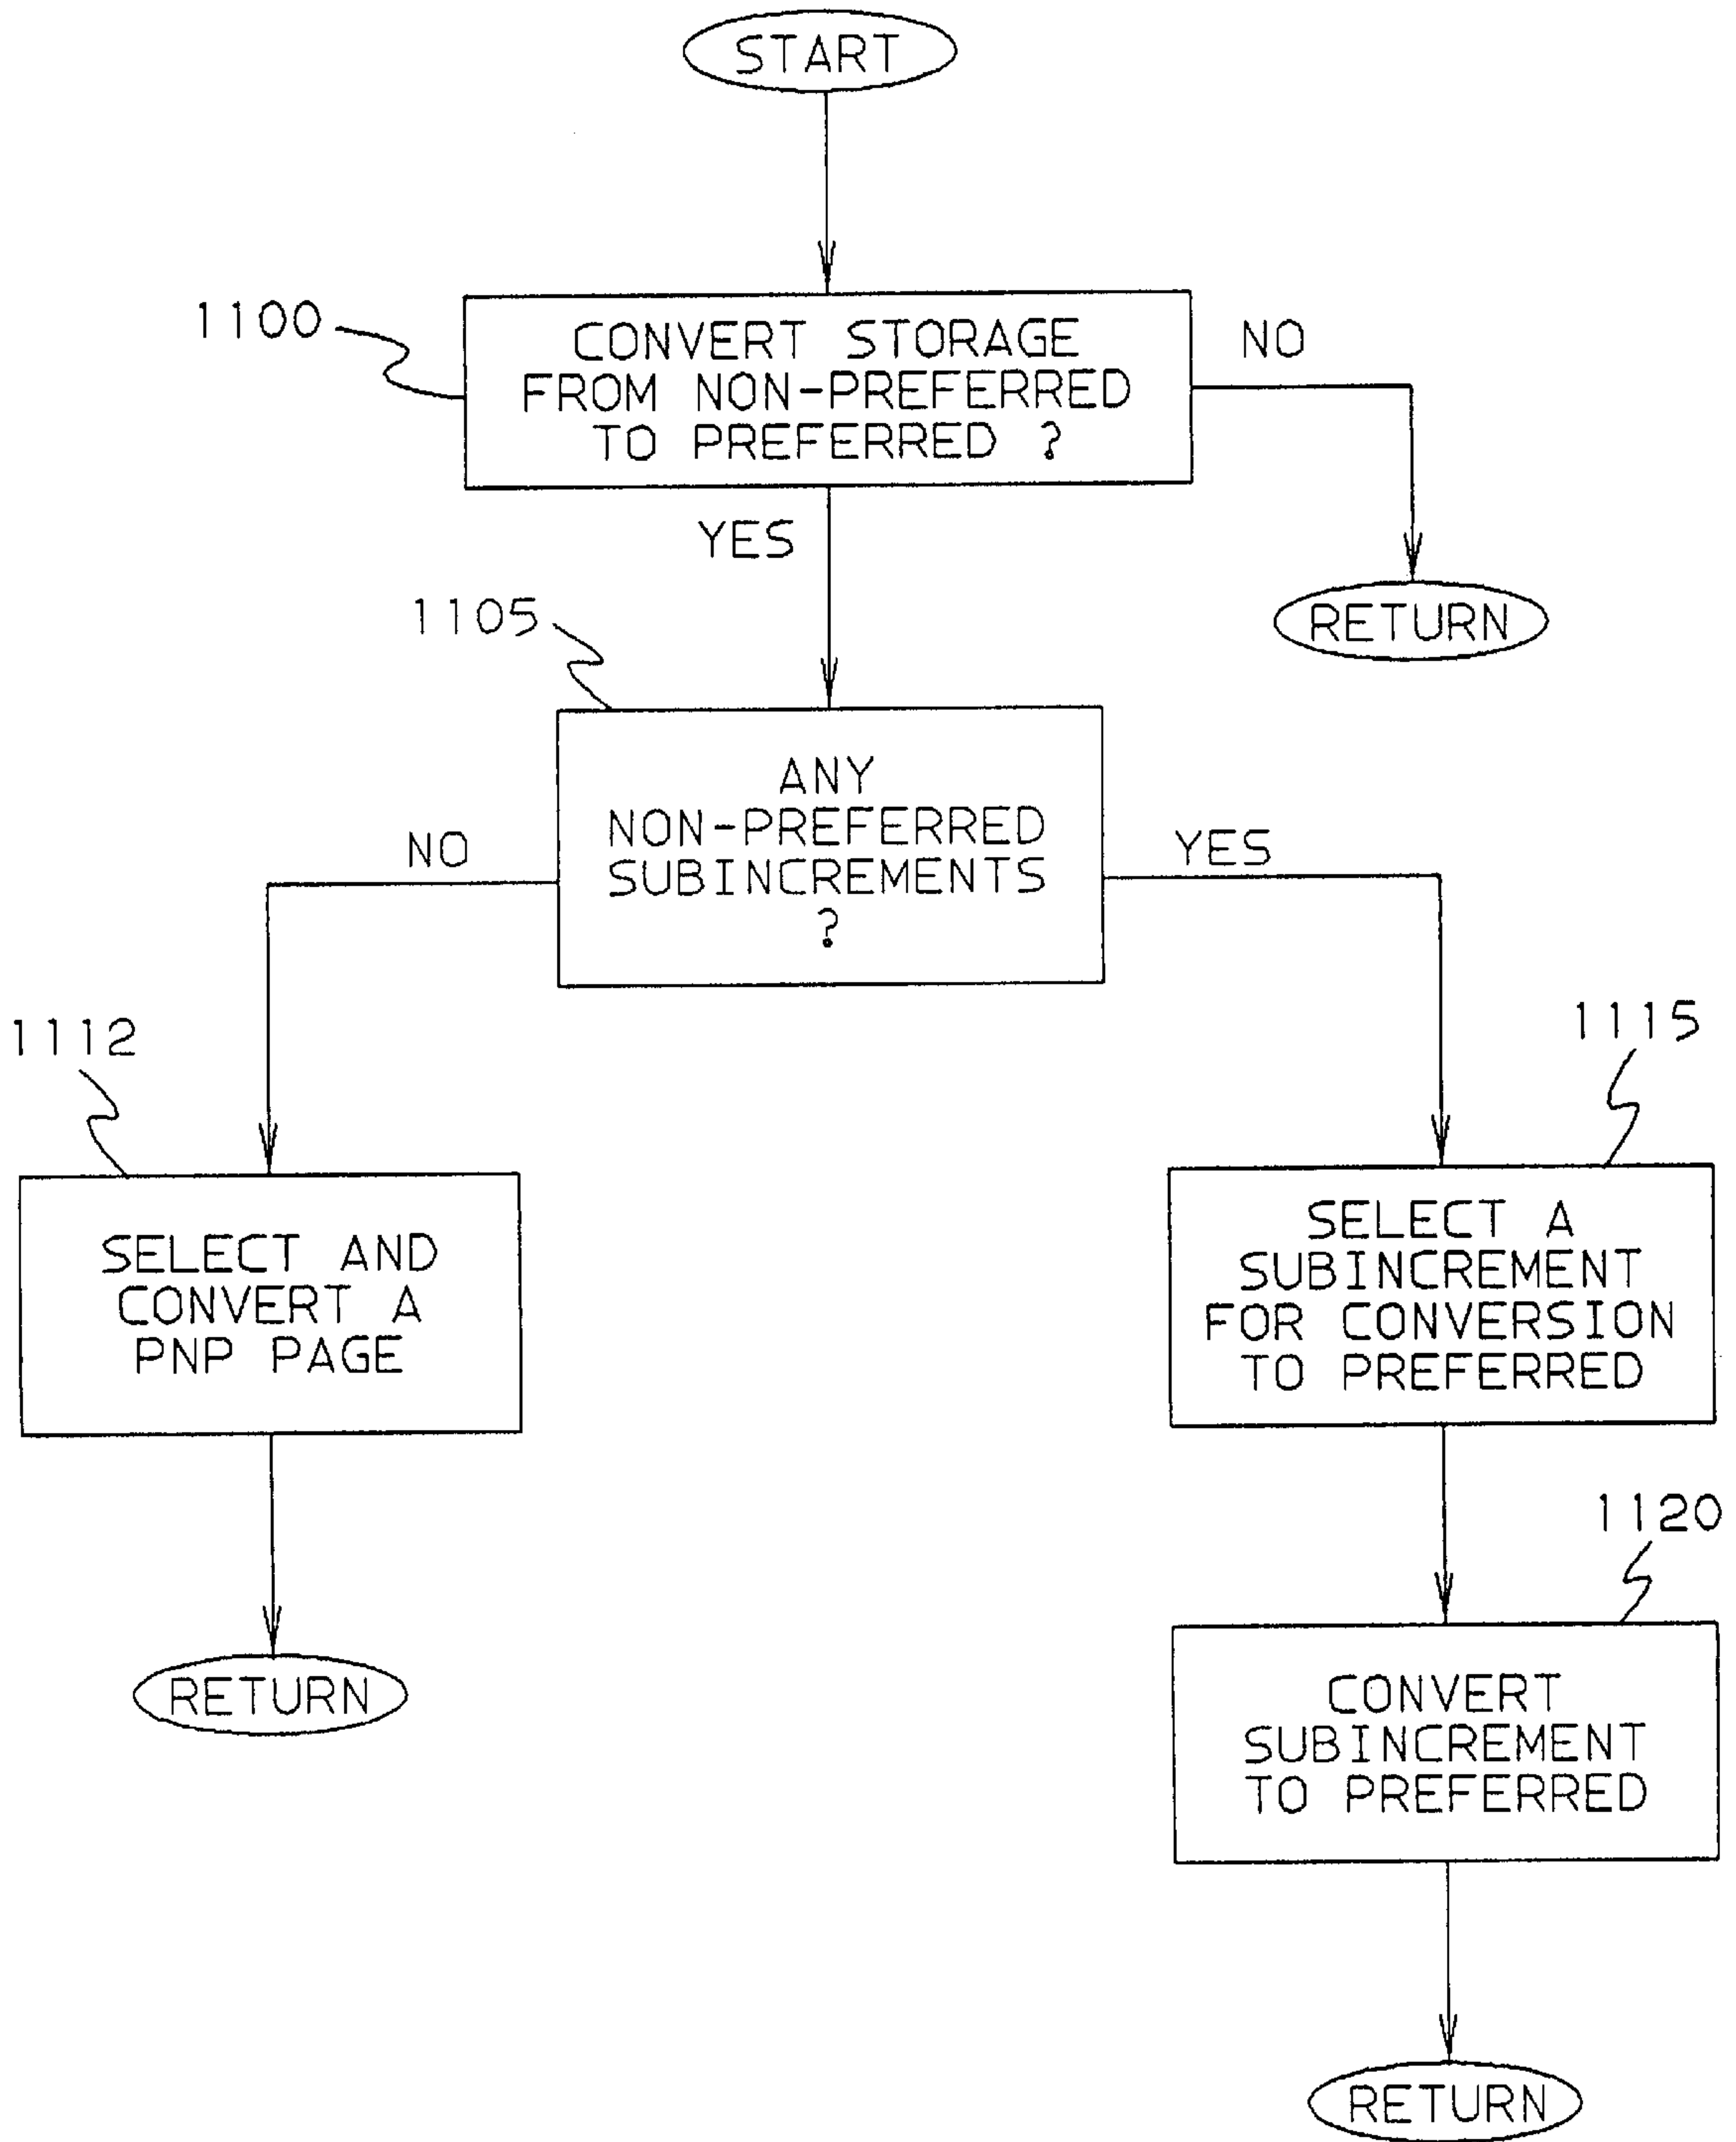 START
1100
CONVERT STORAGE
FROM NON-PREFERRED
TO PREFERRED ?
NO
YES
RETURN
1105
ANY
NON-PREFERRED
SUBINCREMENTS
?
NO
YES
1112
1115
SELECT AND
CONVERT A
PNP PAGE
SELECT A
SUBINCREMENT
FOR CONVERSION
TO PREFERRED
1120
RETURN
CONVERT
SUBINCREMENT
TO PREFERRED
RETURN